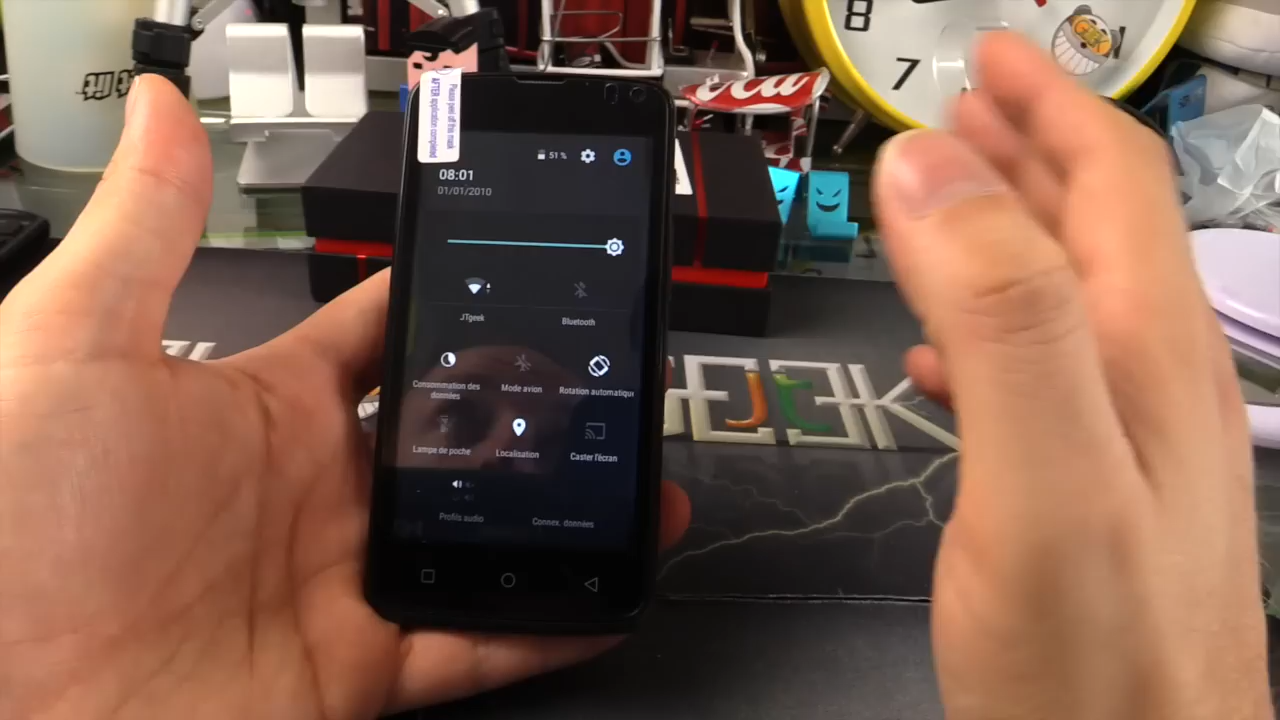 8
7
Please peel off this mask
AFTER application completed
51 %
08:01
01/01/2010
JTgeek
Bluetooth
Consommation des
données
Mode avion
Rotation automatique
Lampe de poche
Localisation
Caster l'écran
Profils audio
Connex. données